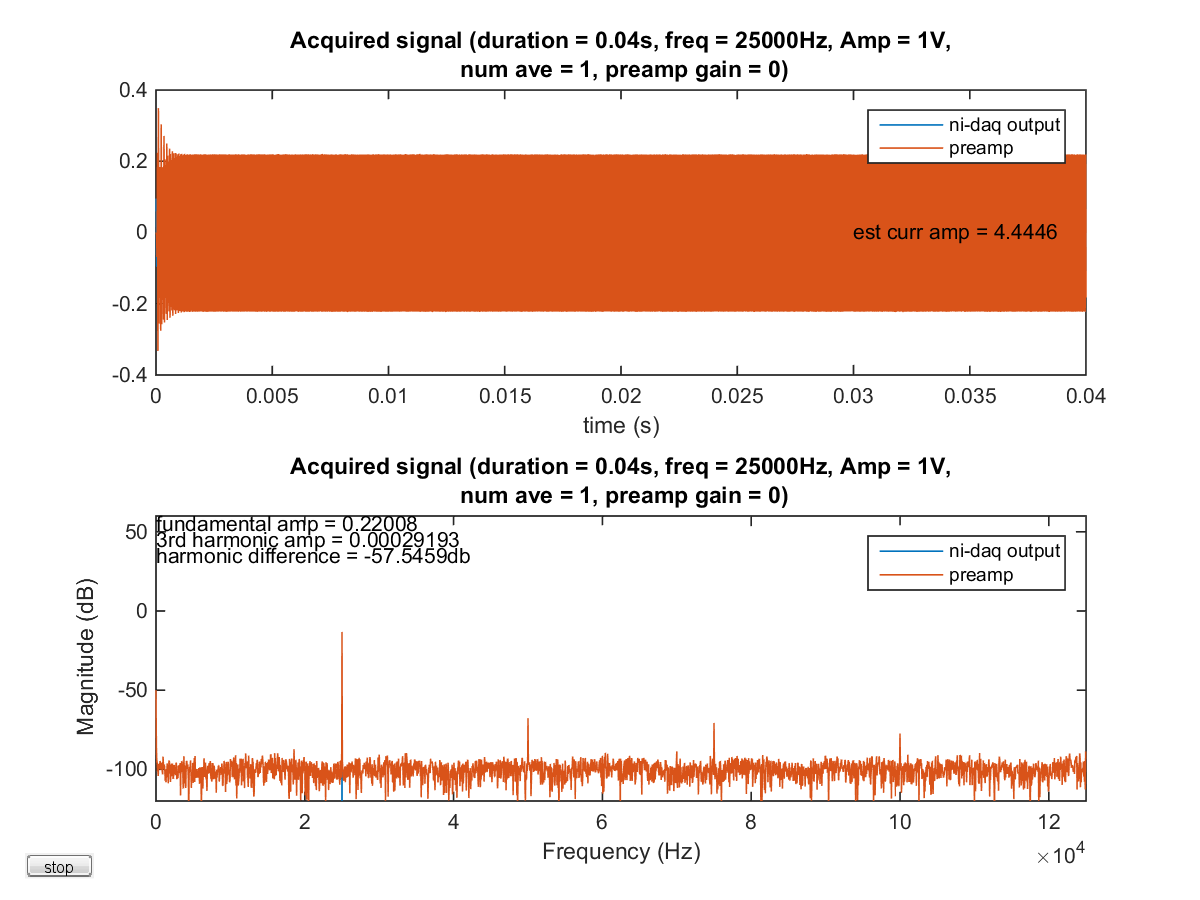 Acquired signal (duration = 0.04s, freq = 25000Hz, Amp = 1V,
num ave = 1, preamp gain = 0)
0.4
0.2
0
-0.2
-0.4
ni-daq output
preamp
est curr amp = 4.4446
0 0.005 0.01 0.015 0.02 0.025 0.03 0.035 0.04
time (s)
Acquired signal (duration = 0.04s, freq = 25000Hz, Amp = 1V,
num ave = 1, preamp gain = 0)
fundamental amp = 0.22008
3rd harmonic amp = 0.00029193
harmonic difference = -57.5459db
ni-daq output
preamp
Magnitude (dB)
50
0
-50
-100
0 2 4 6 8 10 12
Frequency (Hz)
×10⁴
stop